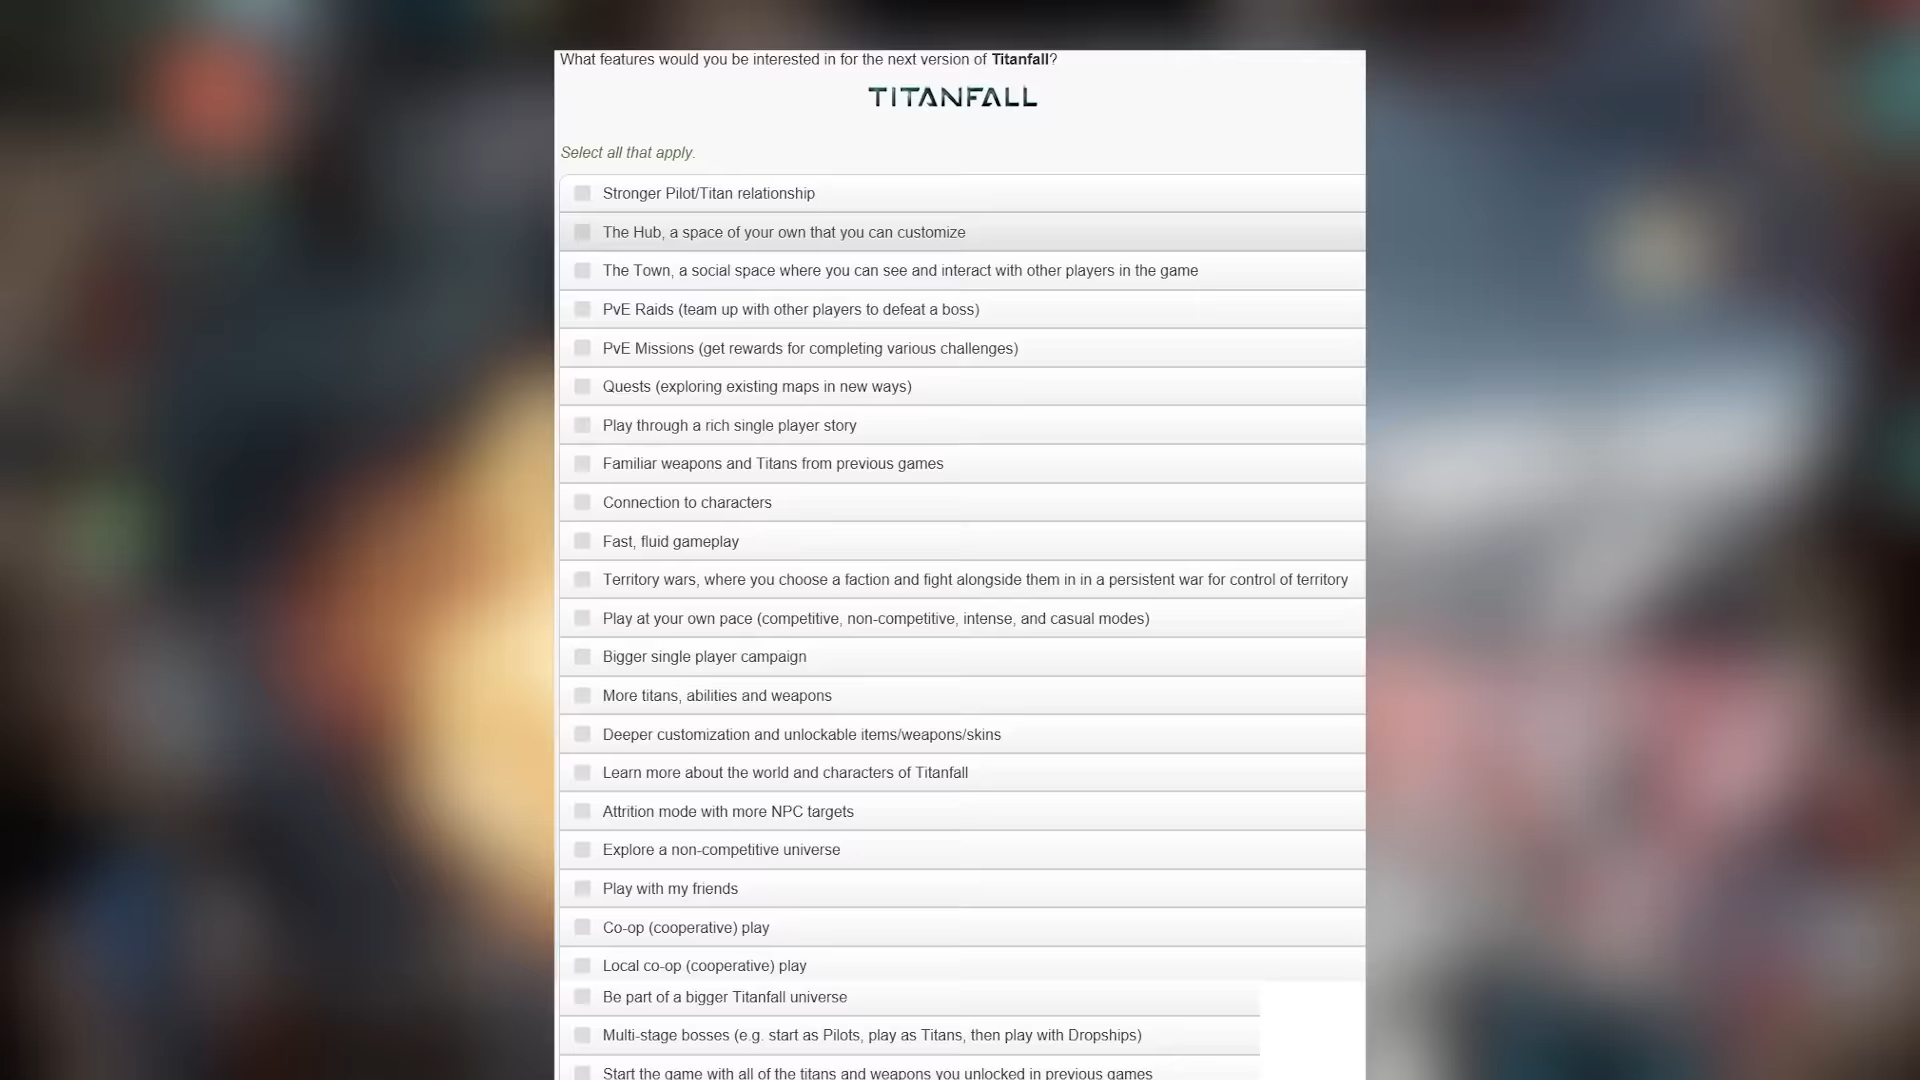 What features would you be interested in for the next version of Titanfall?
TITANFALL
Select all that apply.
Stronger Pilot/Titan relationship
The Hub, a space of your own that you can customize
The Town, a social space where you can see and interact with other players in the game
PvE Raids (team up with other players to defeat a boss)
PvE Missions (get rewards for completing various challenges)
Quests (exploring existing maps in new ways)
Play through a rich single player story
Familiar weapons and Titans from previous games
Connection to characters
Fast, fluid gameplay
Territory wars, where you choose a faction and fight alongside them in in a persistent war for control of territory
Play at your own pace (competitive, non-competitive, intense, and casual modes)
Bigger single player campaign
More titans, abilities and weapons
Deeper customization and unlockable items/weapons/skins
Learn more about the world and characters of Titanfall
Attrition mode with more NPC targets
Explore a non-competitive universe
Play with my friends
Co-op (cooperative) play
Local co-op (cooperative) play
Be part of a bigger Titanfall universe
Multi-stage bosses (e.g. start as Pilots, play as Titans, then play with Dropships)
Start the game with all of the titans and weapons you unlocked in previous games